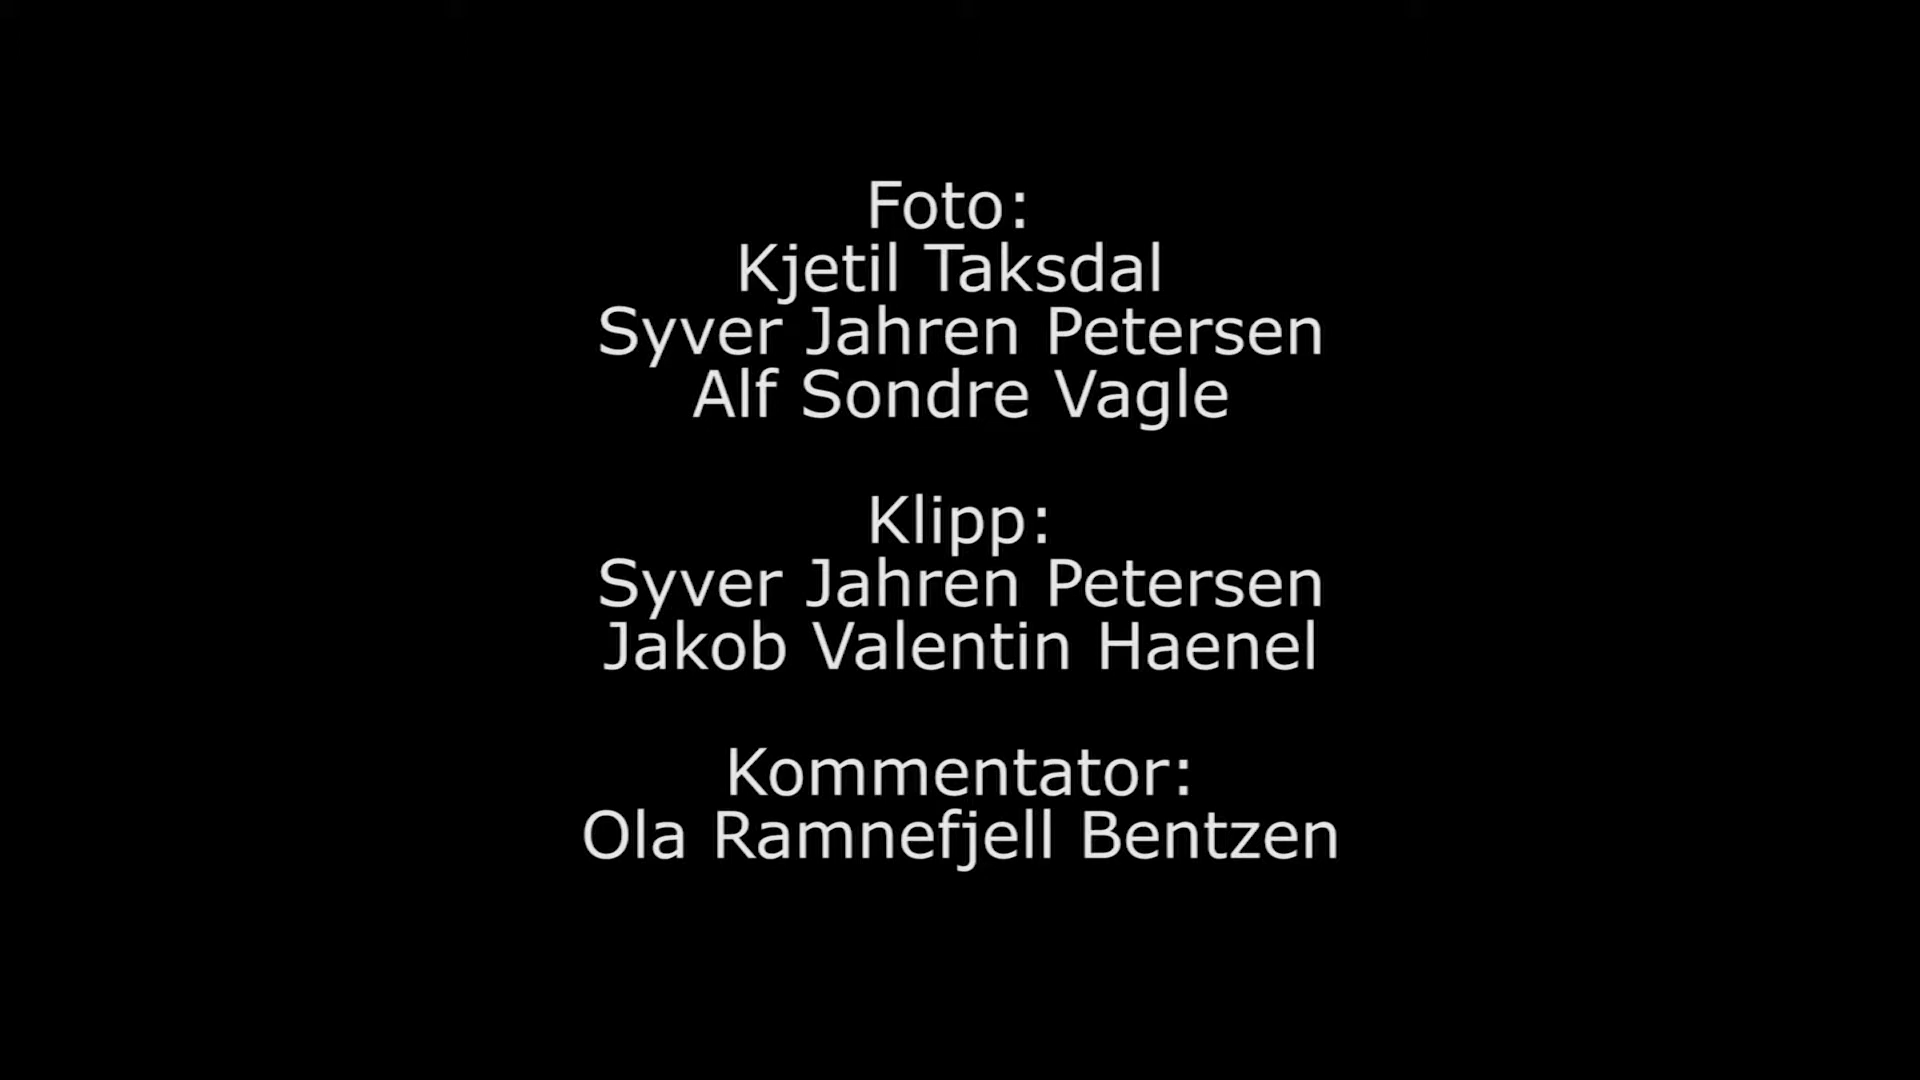 Foto:
Kjetil Taksdal
Syver Jahren Petersen
Alf Sondre Vagle
Klipp:
Syver Jahren Petersen
Jakob Valentin Haenel
Kommentator:
Ola Ramnefjell Bentzen